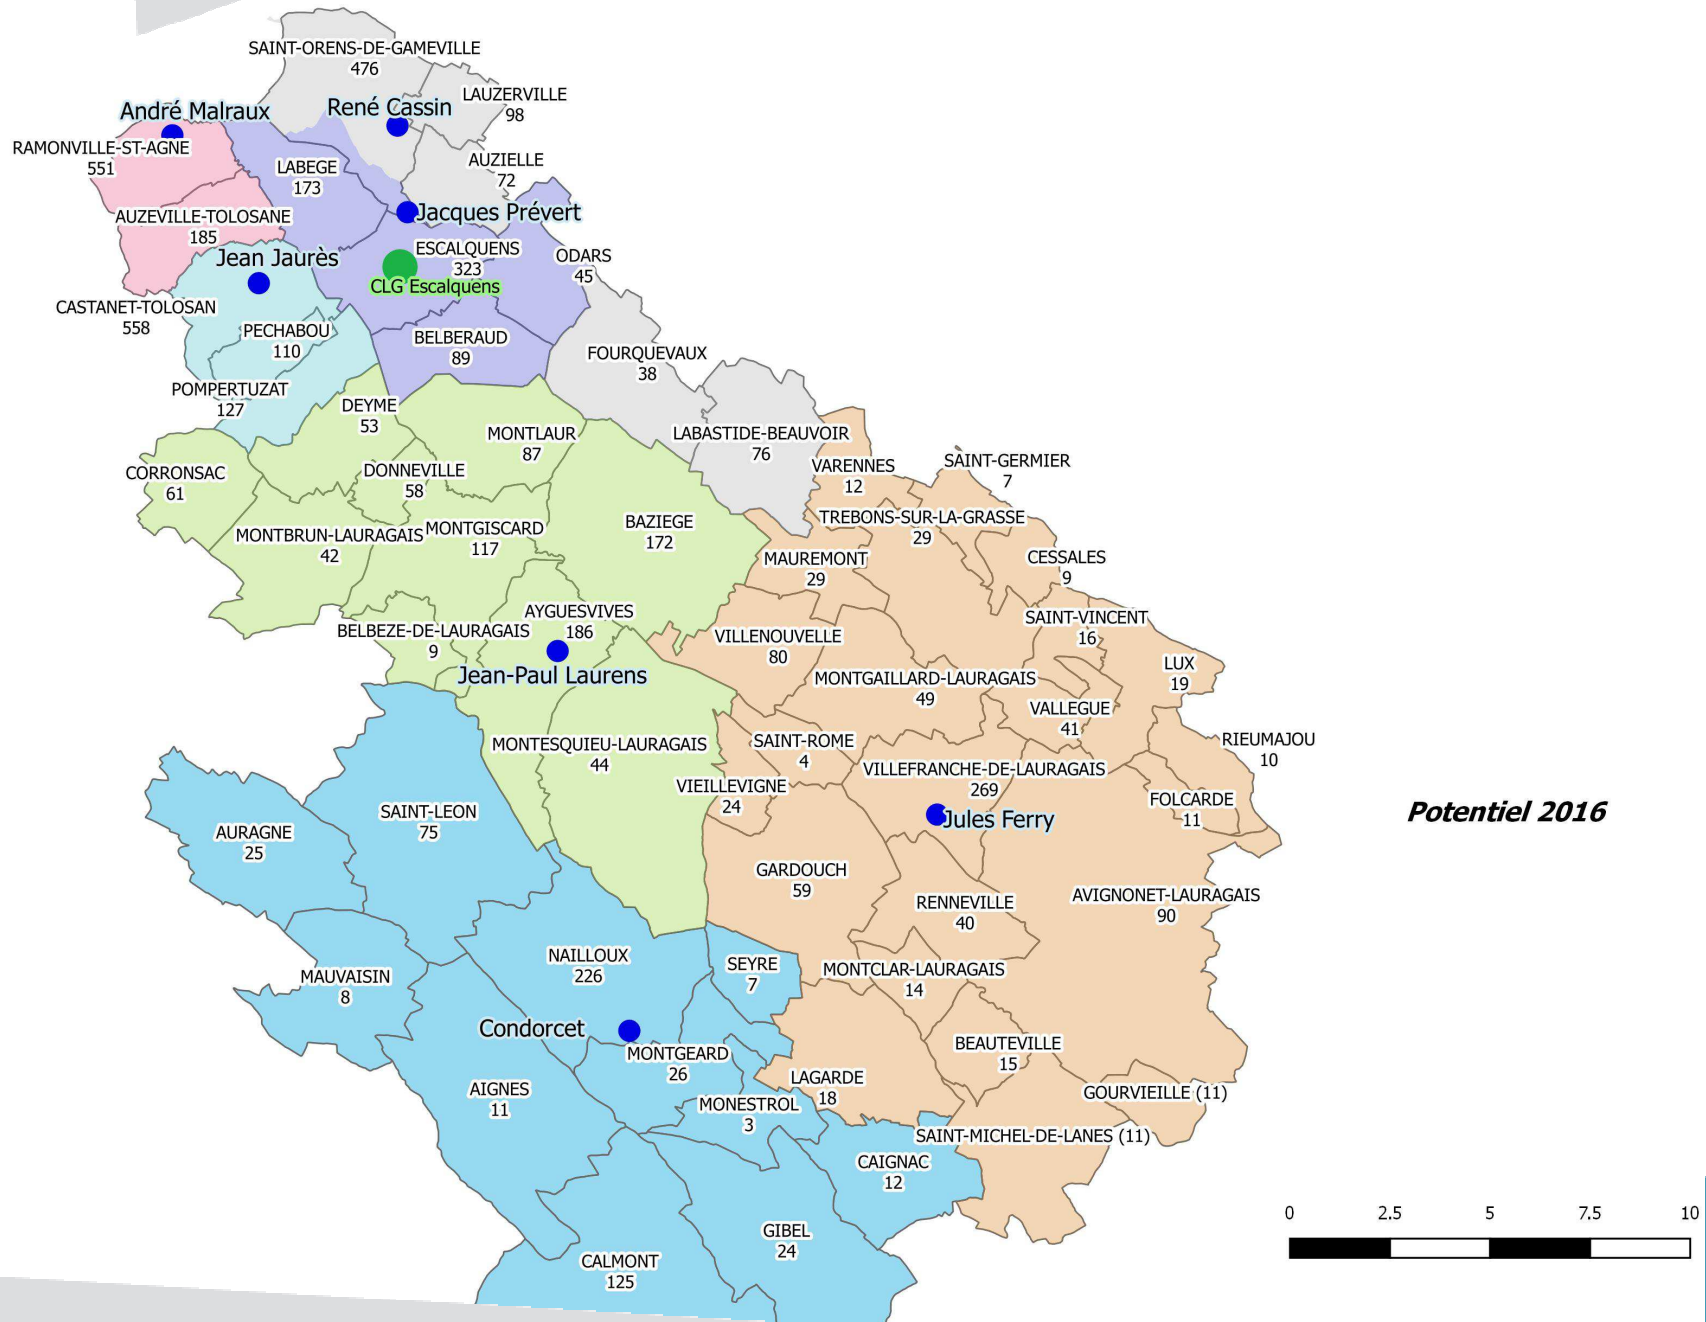 SAINT-ORENS-DE-GAMEVILLE
476
LAUZERVILLE
98
André Malraux
René Cassin
RAMONVILLE-ST-AGNE
551
LABEGE
173
AUZIELLE
72
AUZEVILLE-TOLOSANE
185
Jacques Prévert
Jean Jaurès
ESCALQUENS
323
CLG Escalquens
ODARS
45
CASTANET-TOLOSAN
558
PECHABOU
110
BELBERAUD
89
FOURQUEVAUX
38
POMPERTUZAT
127
DEYME
53
MONTLAUR
87
LABASTIDE-BEAUVOIR
76
CORRONSAC
61
DONNEVILLE
58
VARENNES
12
SAINT-GERMIER
7
MONTBRUN-LAURAGAIS
42
MONTGISCARD
117
BAZIEGE
172
TREBONS-SUR-LA-GRASSE
29
MAUREMONT
29
CESSALES
9
BELBEZE-DE-LAURAGAIS
9
AYGUESVIVES
186
Jean-Paul Laurens
VILLENOUVELLE
80
SAINT-VINCENT
16
LUX
19
MONTGAILLARD-LAURAGAIS
49
VALLEGUE
41
MONTESQUIEU-LAURAGAIS
44
SAINT-ROME
4
RIEUMAJOU
10
VIEILLEVIGNE
24
VILLEFRANCHE-DE-LAURAGAIS
269
Jules Ferry
FOLCARDE
11
Potentiel 2016
AURAGNE
25
SAINT-LEON
75
GARDOUCH
59
RENNEVILLE
40
AVIGNONET-LAURAGAIS
90
MAUVAISIN
8
NAILLOUX
226
SEYRE
7
MONTCLAR-LAURAGAIS
14
Condorcet
MONTGEARD
26
BEAUTEVILLE
15
AIGNES
11
MONESTROL
3
LAGARDE
18
GOURVIEILLE (11)
SAINT-MICHEL-DE-LANES (11)
CAIGNAC
12
GIBEL
24
CALMONT
125
0 2.5 5 7.5 10